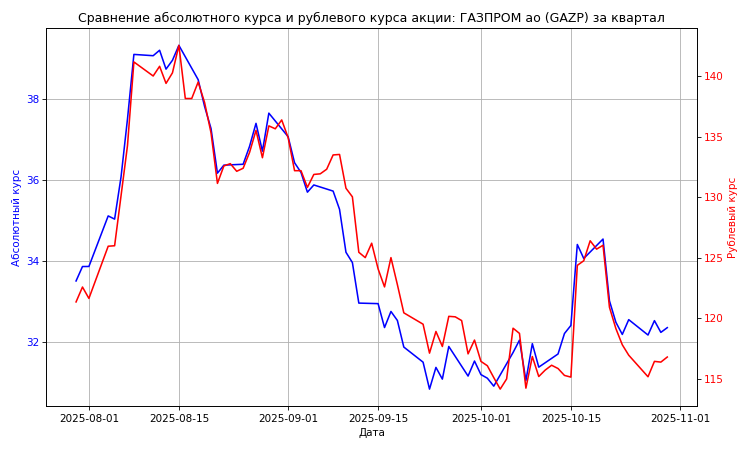 Сравнение абсолютного курса и рублевого курса акции: ГАЗПРОМ ао (GAZP) за квартал
Абсолютный курс
38
36
34
32
140
135
130
125
120
115
Рублевый курс
2025-08-01 2025-08-15 2025-09-01 2025-09-15 2025-10-01 2025-10-15 2025-11-01
Дата